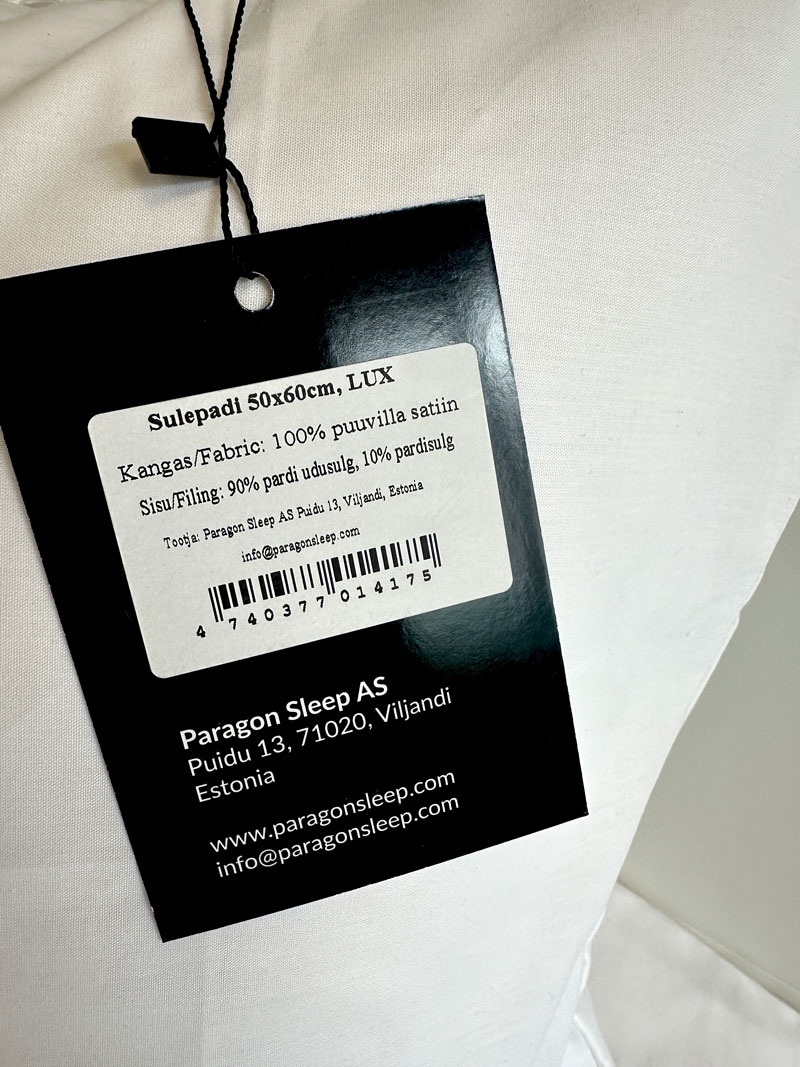 Sulepadi 50x60cm, LUX
Kangas/Fabric: 100% puuvilla satiin
Sisu/Filing: 90% pardi udusulg, 10% pardisulg
Tootja: Paragon Sleep AS Puidu 13, Viljandi, Estonia
info@paragonsleep.com
4 740377 014175
Paragon Sleep AS
Puidu 13, 71020, Viljandi
Estonia
www.paragonsleep.com
info@paragonsleep.com